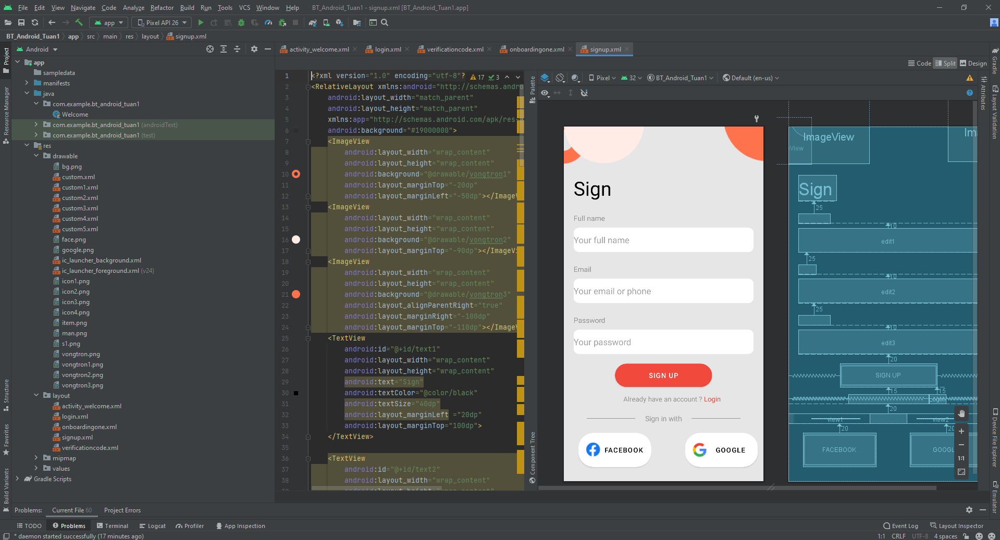 File Edit View Navigate Code Analyze Refactor Build Run Tools VCS Window Help BT_Android_Tuan1 - signup.xml [BT_Android_Tuan1.app]
app Pixel API 26
BT_Android_Tuan1 app src main res layout signup.xml
Android
activity_welcome.xml login.xml verificationcode.xml onboardingone.xml signup.xml
Code Split Design
Project
Resource Manager
Structure
Favorites
Build Variants
app
sampledata
manifests
java
com.example.bt_android_tuan1
Welcome
com.example.bt_android_tuan1 (androidTest)
com.example.bt_android_tuan1 (test)
res
drawable
bg.png
custom.xml
custom1.xml
custom2.xml
custom3.xml
custom4.xml
custom5.xml
face.png
google.png
ic_launcher_background.xml
ic_launcher_foreground.xml (v24)
icon1.png
icon2.png
icon3.png
icon4.png
item.png
man.png
s1.png
vongtron.png
vongtron1.png
vongtron2.png
vongtron3.png
layout
activity_welcome.xml
login.xml
onboardingone.xml
signup.xml
verificationcode.xml
mipmap
values
Gradle Scripts
17 3
1 <?xml version="1.0" encoding="utf-8"?
2 <RelativeLayout xmlns:android="http://schemas.andro
3 android:layout_width="match_parent"
4 android:layout_height="match_parent"
5 xmlns:app="http://schemas.android.com/apk/res-
6 android:background="#19000000">
7 <ImageView
8 android:layout_width="wrap_content"
9 android:layout_height="wrap_content"
10 android:background="@drawable/vongtron1"
11 android:layout_marginTop="-20dp"
12 android:layout_marginLeft="-50dp"></ImageV
13 <ImageView
14 android:layout_width="wrap_content"
15 android:layout_height="wrap_content"
16 android:background="@drawable/vongtron2"
17 android:layout_marginTop="-90dp"></ImageVi
18 <ImageView
19 android:layout_width="wrap_content"
20 android:layout_height="wrap_content"
21 android:background="@drawable/vongtron3"
22 android:layout_alignParentRight="true"
23 android:layout_marginRight="-100dp"
24 android:layout_marginTop="-110dp"></ImageV
25 <TextView
26 android:id="@+id/text1"
27 android:layout_width="wrap_content"
28 android:layout_height="wrap_content"
29 android:text="Sign"
30 android:textColor="@color/black"
31 android:textSize="40dp"
32 android:layout_marginLeft ="20dp"
33 android:layout_marginTop="100dp">
34 </TextView>
35
36 <TextView
37 android:id="@+id/text2"
38 android:layout_width="wrap_content"
Palette
Component Tree
Pixel 32 BT_Android_Tuan1 Default (en-us)
Sign
Full name
Your full name
Email
Your email or phone
Password
Your password
SIGN UP
Already have an account ? Login
Sign in with
FACEBOOK GOOGLE
ImageView
eView
Im
Sign
25
10
edit1
25
10
edit2
25
10
edit3
20
SIGN UP
15 15
Login
20
view1 view2
20 20
FACEBOOK GOOGL
1:1
Gradle
Attributes
Layout Validation
Device File Explorer
Emulator
Problems: Current File 60 Project Errors
TODO Problems Terminal Logcat Profiler App Inspection Event Log Layout Inspector
* daemon started successfully (17 minutes ago) 1:1 CRLF UTF-8 4 spaces